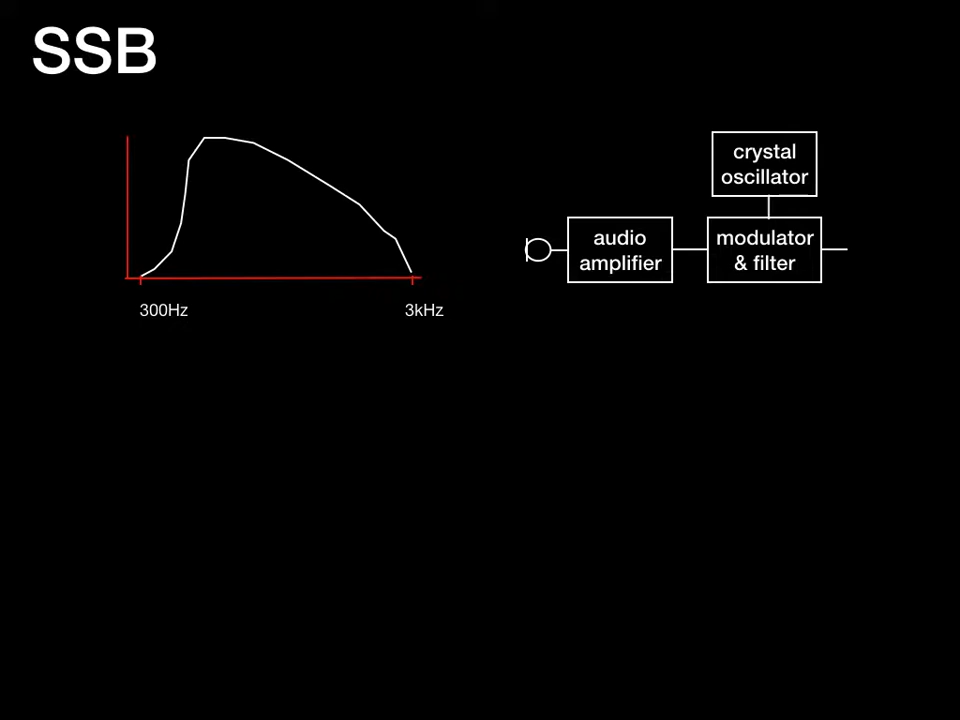 SSB
crystal
oscillator
audio
amplifier
modulator
& filter
300Hz
3kHz